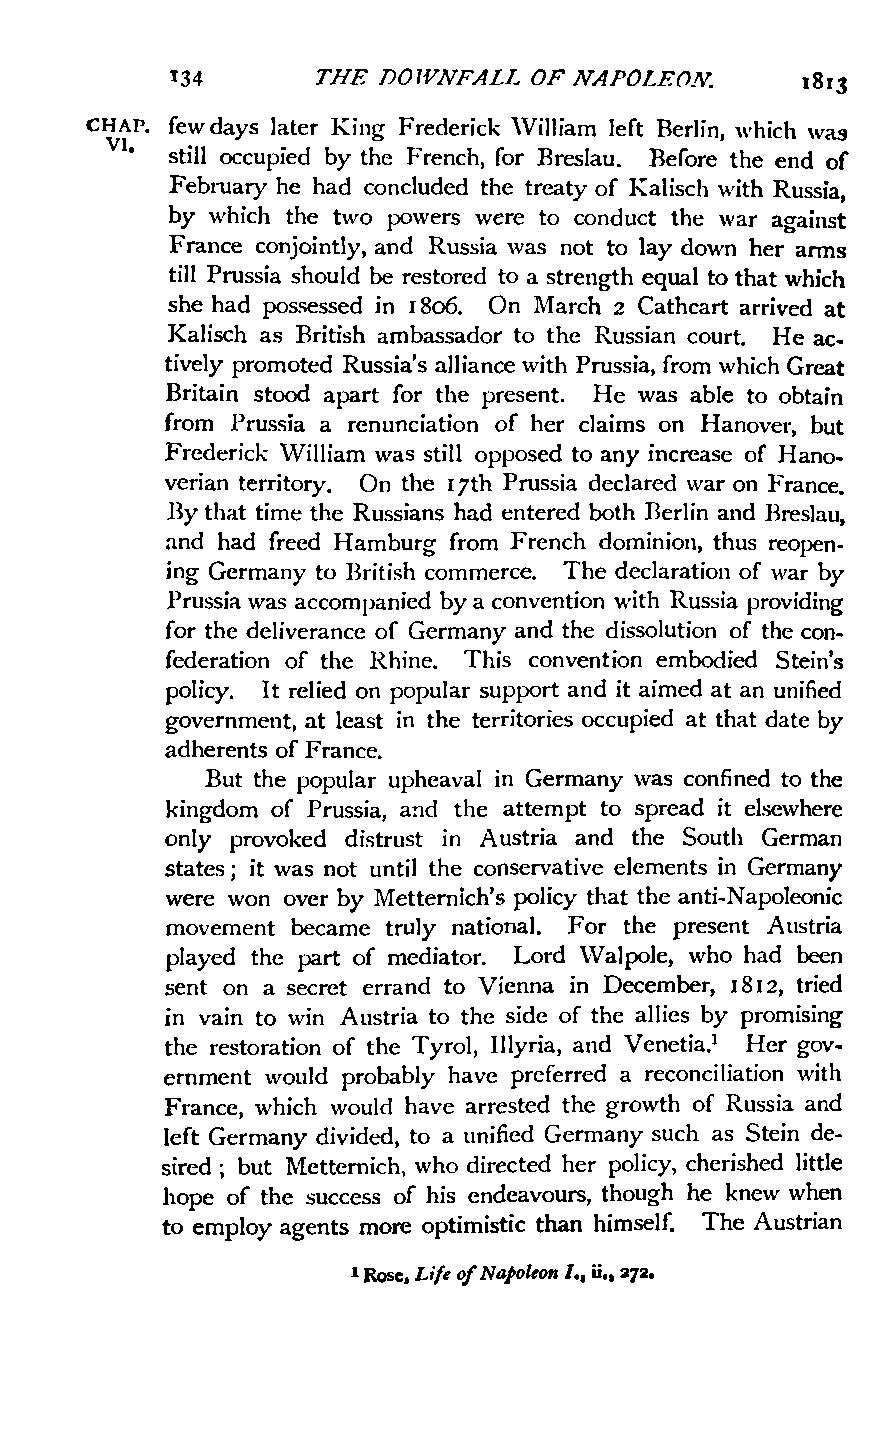 134 THE DOWNFALL OF NAPOLEON. 1813
CHAP. few days later King Frederick William left Berlin, which was
VI. still occupied by the French, for Breslau. Before the end of
February he had concluded the treaty of Kalisch with Russia,
by which the two powers were to conduct the war against
France conjointly, and Russia was not to lay down her arms
till Prussia should be restored to a strength equal to that which
she had possessed in 1806. On March 2 Cathcart arrived at
Kalisch as British ambassador to the Russian court. He ac-
tively promoted Russia's alliance with Prussia, from which Great
Britain stood apart for the present. He was able to obtain
from Prussia a renunciation of her claims on Hanover, but
Frederick William was still opposed to any increase of Hano-
verian territory. On the 17th Prussia declared war on France.
By that time the Russians had entered both Berlin and Breslau,
and had freed Hamburg from French dominion, thus reopen-
ing Germany to British commerce. The declaration of war by
Prussia was accompanied by a convention with Russia providing
for the deliverance of Germany and the dissolution of the con-
federation of the Rhine. This convention embodied Stein's
policy. It relied on popular support and it aimed at an unified
government, at least in the territories occupied at that date by
adherents of France.
But the popular upheaval in Germany was confined to the
kingdom of Prussia, and the attempt to spread it elsewhere
only provoked distrust in Austria and the South German
states; it was not until the conservative elements in Germany
were won over by Metternich's policy that the anti-Napoleonic
movement became truly national. For the present Austria
played the part of mediator. Lord Walpole, who had been
sent on a secret errand to Vienna in December, 1812, tried
in vain to win Austria to the side of the allies by promising
the restoration of the Tyrol, Illyria, and Venetia.¹ Her gov-
ernment would probably have preferred a reconciliation with
France, which would have arrested the growth of Russia and
left Germany divided, to a unified Germany such as Stein de-
sired; but Metternich, who directed her policy, cherished little
hope of the success of his endeavours, though he knew when
to employ agents more optimistic than himself. The Austrian
¹ Rose, Life of Napoleon I., ii., 272.